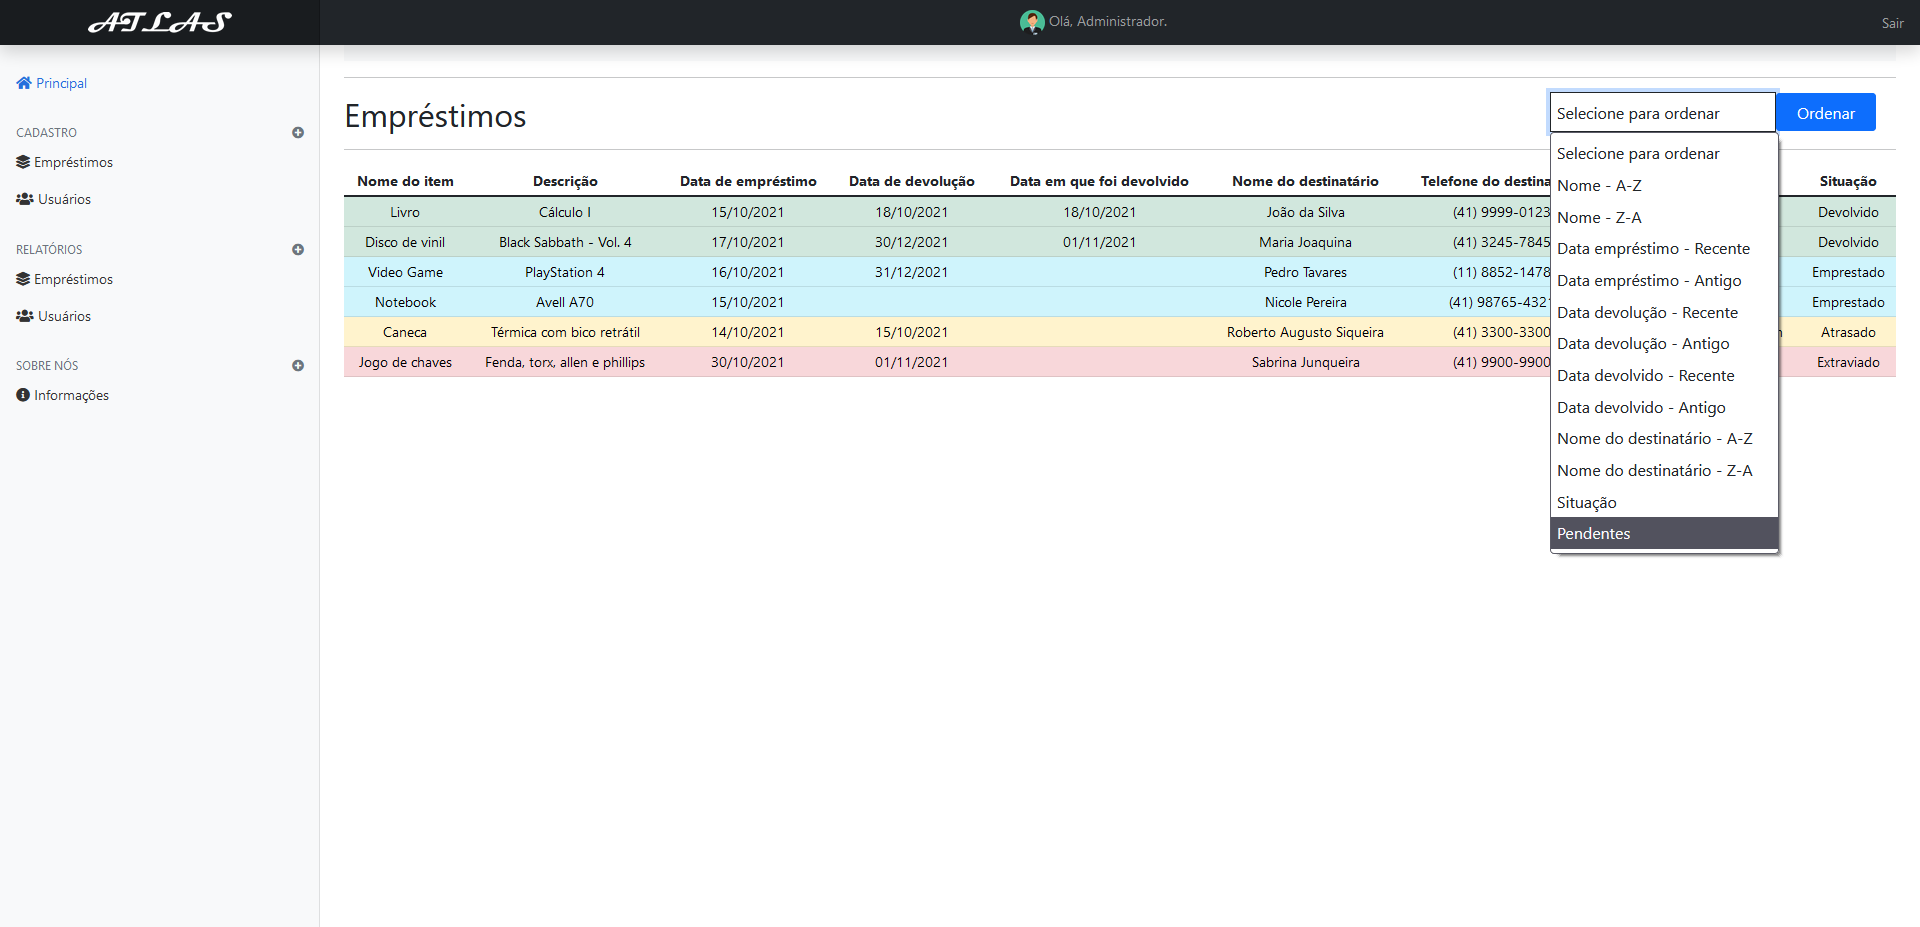 ATLAS
Olá, Administrador.
Sair
Principal
CADASTRO
Empréstimos
Usuários
RELATÓRIOS
Empréstimos
Usuários
SOBRE NÓS
Informações
Empréstimos
Selecione para ordenar
Ordenar
Selecione para ordenar
Nome - A-Z
Nome - Z-A
Data empréstimo - Recente
Data empréstimo - Antigo
Data devolução - Recente
Data devolução - Antigo
Data devolvido - Recente
Data devolvido - Antigo
Nome do destinatário - A-Z
Nome do destinatário - Z-A
Situação
Pendentes
Nome do item Descrição Data de empréstimo Data de devolução Data em que foi devolvido Nome do destinatário Telefone do destina Situação
Livro Cálculo I 15/10/2021 18/10/2021 18/10/2021 João da Silva (41) 9999-0123 Devolvido
Disco de vinil Black Sabbath - Vol. 4 17/10/2021 30/12/2021 01/11/2021 Maria Joaquina (41) 3245-7845 Devolvido
Video Game PlayStation 4 16/10/2021 31/12/2021 Pedro Tavares (11) 8852-1478 Emprestado
Notebook Avell A70 15/10/2021 Nicole Pereira (41) 98765-432 Emprestado
Caneca Térmica com bico retrátil 14/10/2021 15/10/2021 Roberto Augusto Siqueira (41) 3300-3300 Atrasado
Jogo de chaves Fenda, torx, allen e phillips 30/10/2021 01/11/2021 Sabrina Junqueira (41) 9900-9900 Extraviado